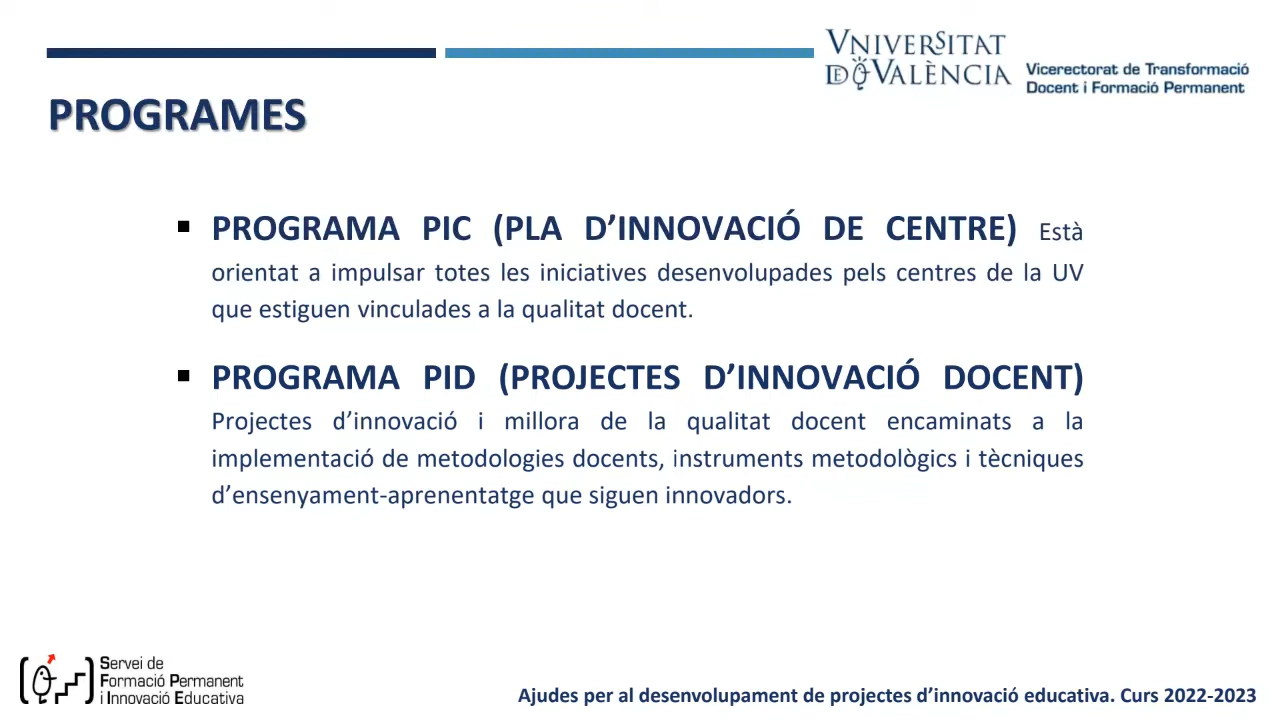 VNIVERSITAT
DE VALÈNCIA
Vicerectorat de Transformació
Docent i Formació Permanent
PROGRAMES
▪ PROGRAMA PIC (PLA D’INNOVACIÓ DE CENTRE) Està
orientat a impulsar totes les iniciatives desenvolupades pels centres de la UV
que estiguen vinculades a la qualitat docent.
▪ PROGRAMA PID (PROJECTES D’INNOVACIÓ DOCENT)
Projectes d’innovació i millora de la qualitat docent encaminats a la
implementació de metodologies docents, instruments metodològics i tècniques
d’ensenyament-aprenentatge que siguen innovadors.
Servei de
Formació Permanent
i Innovació Educativa
Ajudes per al desenvolupament de projectes d’innovació educativa. Curs 2022-2023